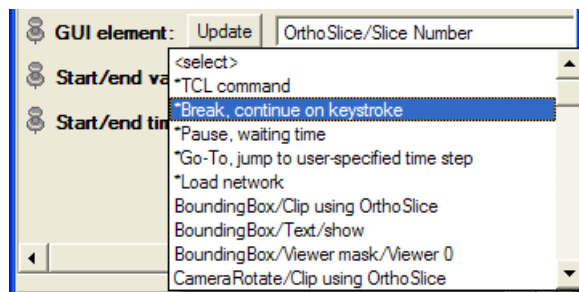 GUI element: Update OrthoSlice/Slice Number
<select>
Start/end va
*TCL command
*Break, continue on keystroke
Start/end tim
*Pause, waiting time
*Go-To, jump to user-specified time step
*Load network
BoundingBox/Clip using OrthoSlice
BoundingBox/Text/show
BoundingBox/Viewer mask/Viewer 0
CameraRotate/Clip using OrthoSlice